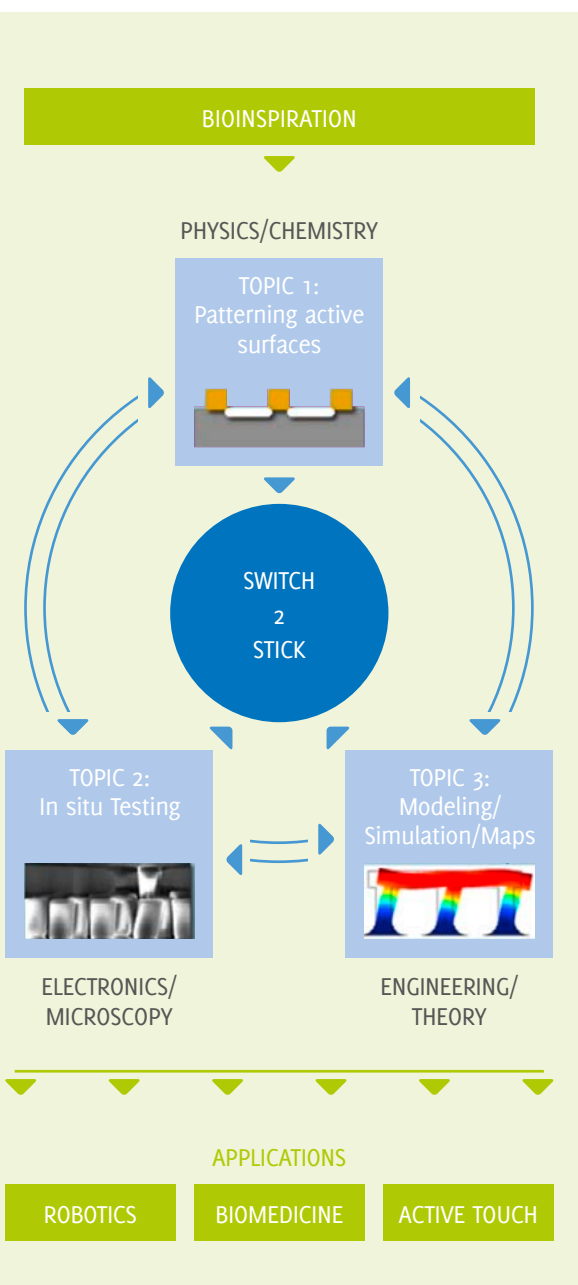 BIOINSPIRATION
PHYSICS/CHEMISTRY
TOPIC 1:
Patterning active
surfaces
SWITCH
2
STICK
TOPIC 2:
In situ Testing
TOPIC 3:
Modeling/
Simulation/Maps
ELECTRONICS/
MICROSCOPY
ENGINEERING/
THEORY
APPLICATIONS
ROBOTICS
BIOMEDICINE
ACTIVE TOUCH